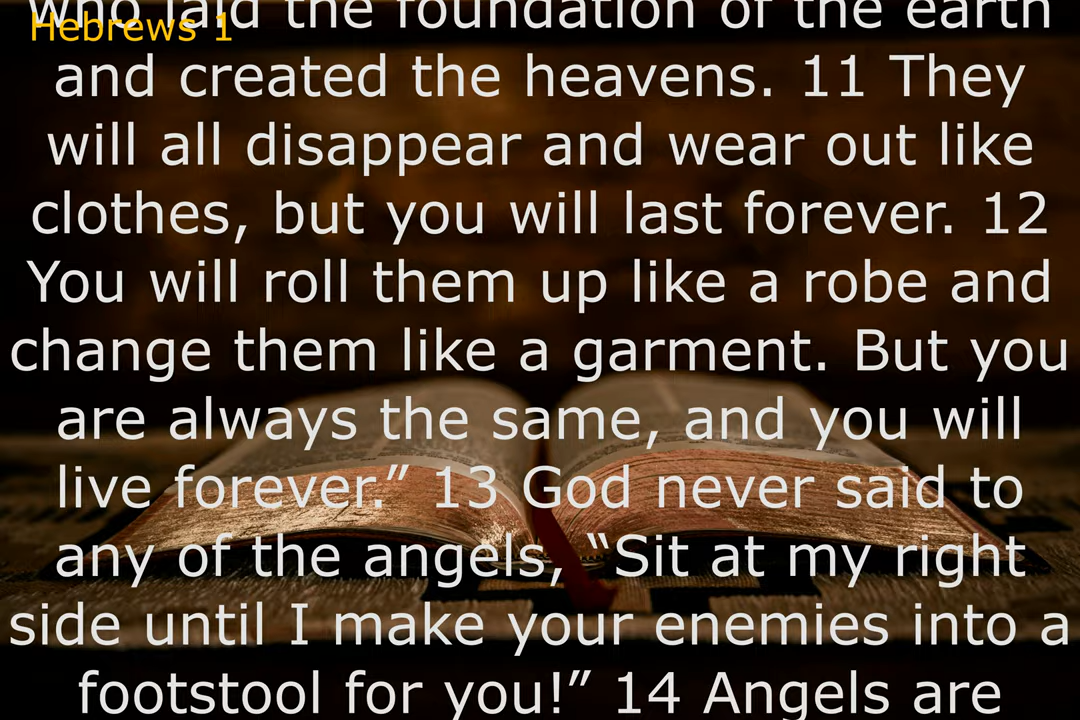 who laid the foundation of the earth
Hebrews 1
and created the heavens. 11 They
will all disappear and wear out like
clothes, but you will last forever. 12
You will roll them up like a robe and
change them like a garment. But you
are always the same, and you will
live forever.” 13 God never said to
any of the angels, “Sit at my right
side until I make your enemies into a
footstool for you!” 14 Angels are